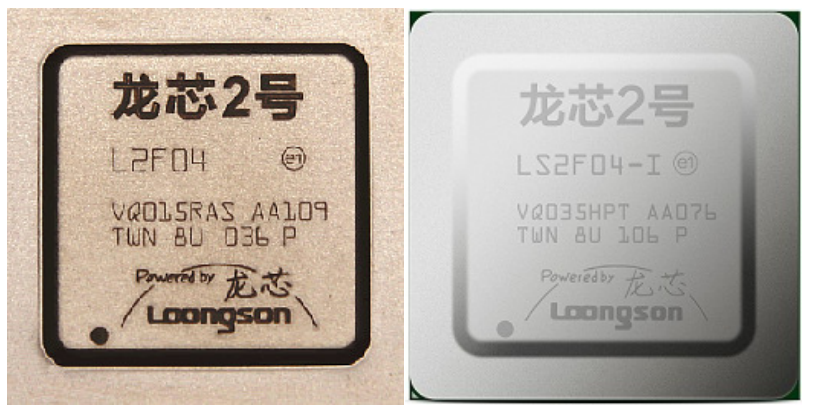 龙芯2号
L2F04 e1
VQ015RAS AA109
TWN 8U 036 P
Powered by 龙芯
Loongson
龙芯2号
LS2F04-I e1
VQ035HPT AA076
TWN 8U 106 P
Powered by 龙芯
Loongson